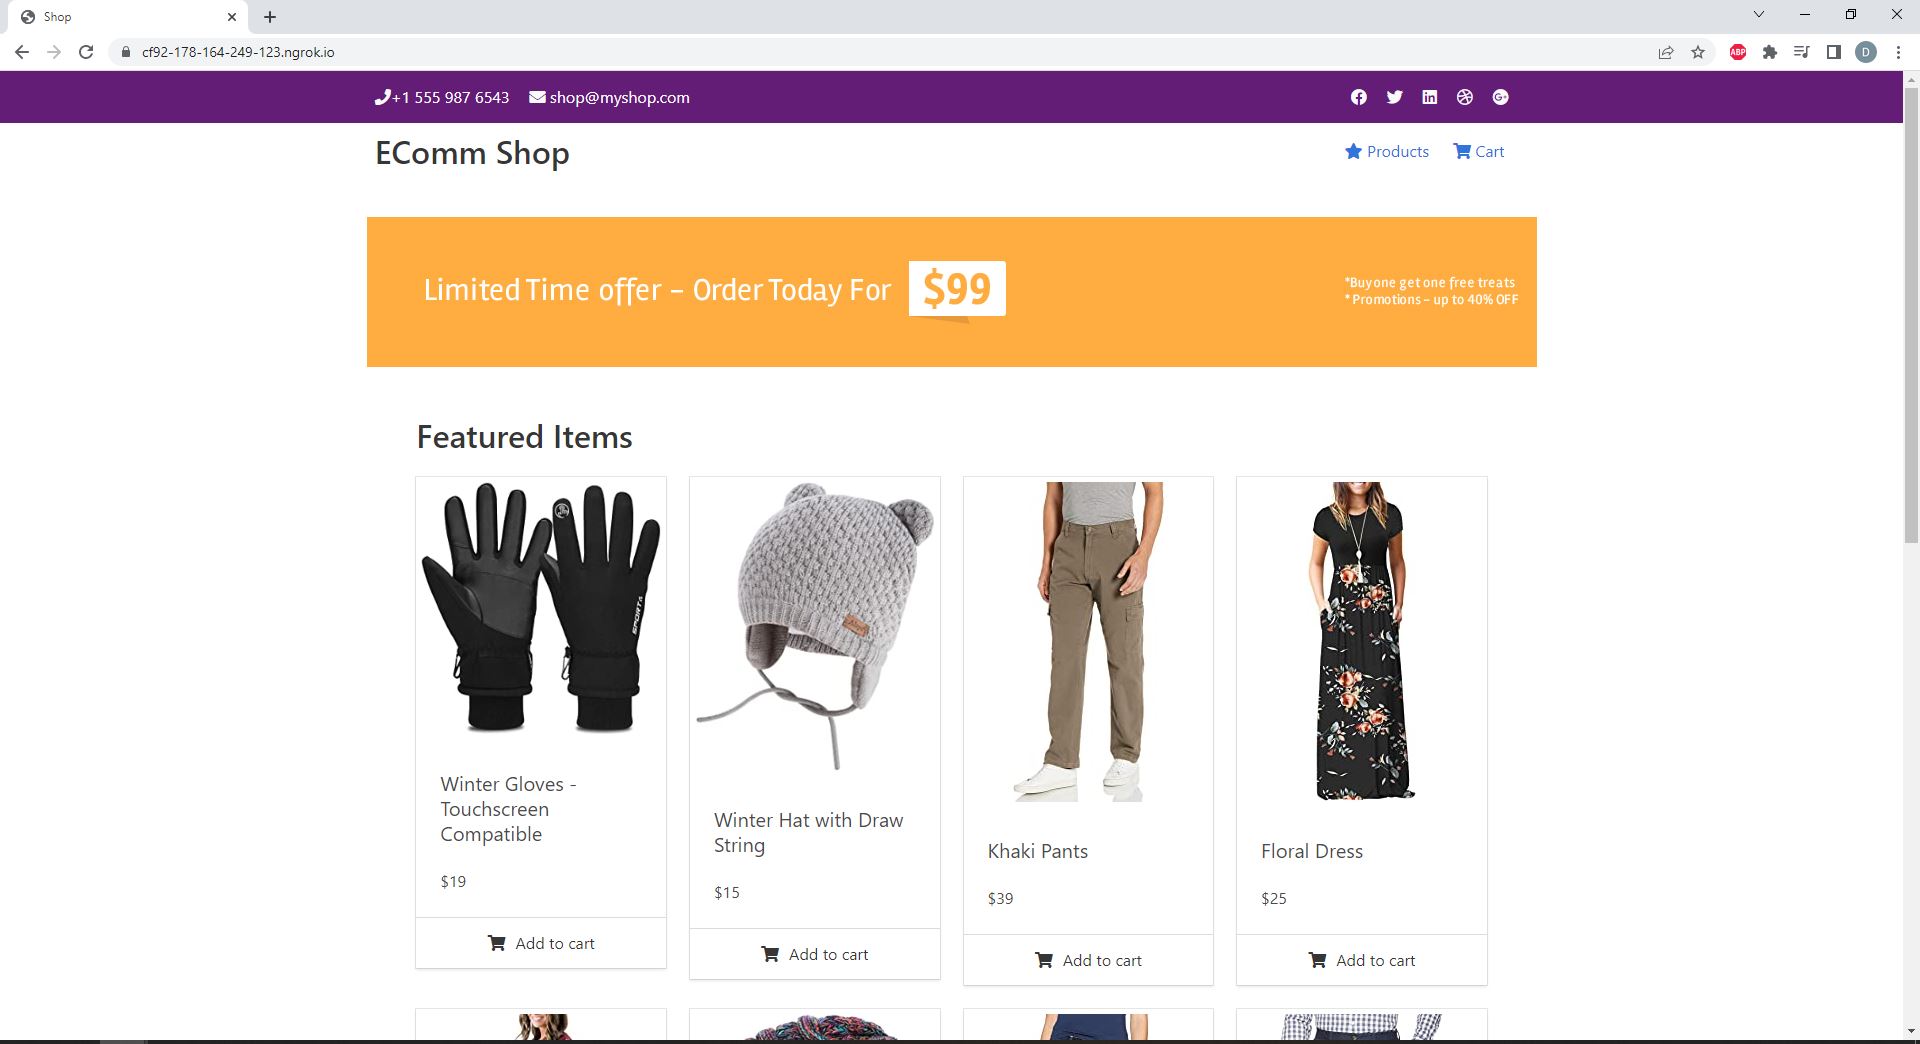 Shop
cf92-178-164-249-123.ngrok.io
ABP
D
+1 555 987 6543 shop@myshop.com
G+
EComm Shop
Products Cart
Limited Time offer – Order Today For $99
*Buy one get one free treats
* Promotions – up to 40% OFF
Featured Items
SPORTA
Winter Gloves -
Touchscreen
Compatible
$19
Add to cart
Winter Hat with Draw
String
$15
Add to cart
Khaki Pants
$39
Add to cart
Floral Dress
$25
Add to cart